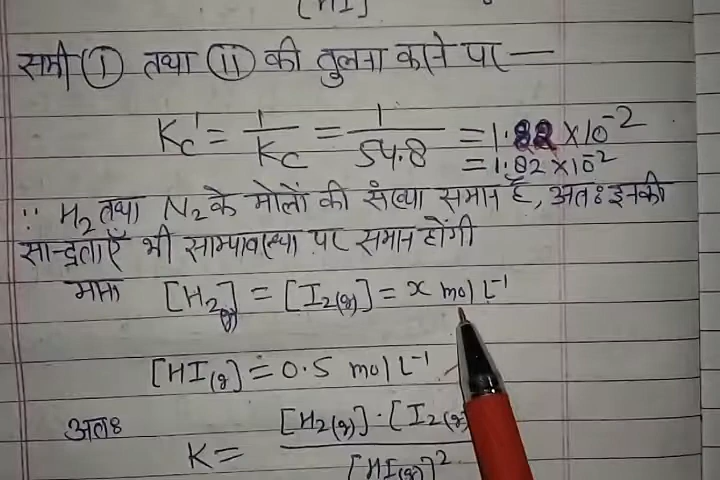 [HI]
समी (i) तथा (ii) की तुलना करने पर —
Kc' = 1/Kc = 1/54.8 = 1.82 × 10⁻²
= 1.82 × 10⁻²
∵ H₂ तथा N₂ के मोलों की संख्या समान है, अतः इनकी
सान्द्रताएँ भी साम्यावस्था पर समान होंगी
माना [H₂(g)] = [I₂(g)] = x mol L⁻¹
[HI(g)] = 0.5 mol L⁻¹
अतः K = [H₂(g)]·[I₂(g)] / [HI(g)]²